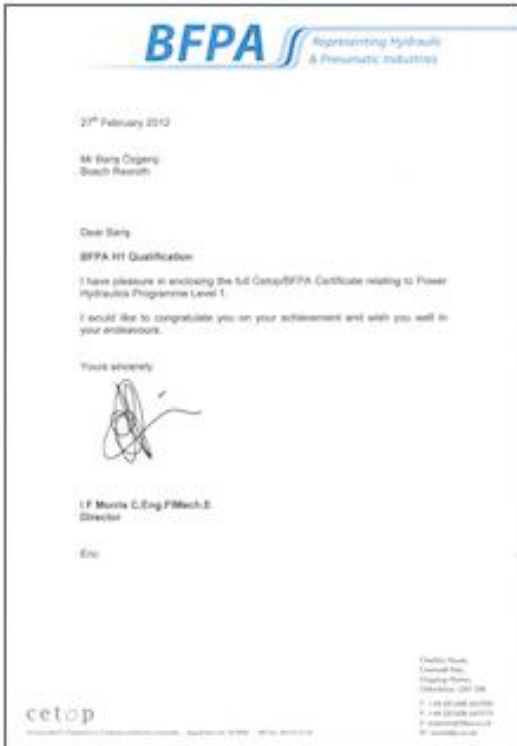 BFPA
Representing Hydraulic
& Pneumatic Industries
27th February 2012
Mr Barış
Bosch Rexroth
Dear Barış
BFPA H1 Qualification
I have pleasure in enclosing the full Cetop/BFPA Certificate relating to Power
Hydraulics Programme Level 1.
I would like to congratulate you on your achievement and wish you well in
your endeavours.
Yours sincerely
I F Morris C.Eng.FIMech.E
Director
Enc
cetop